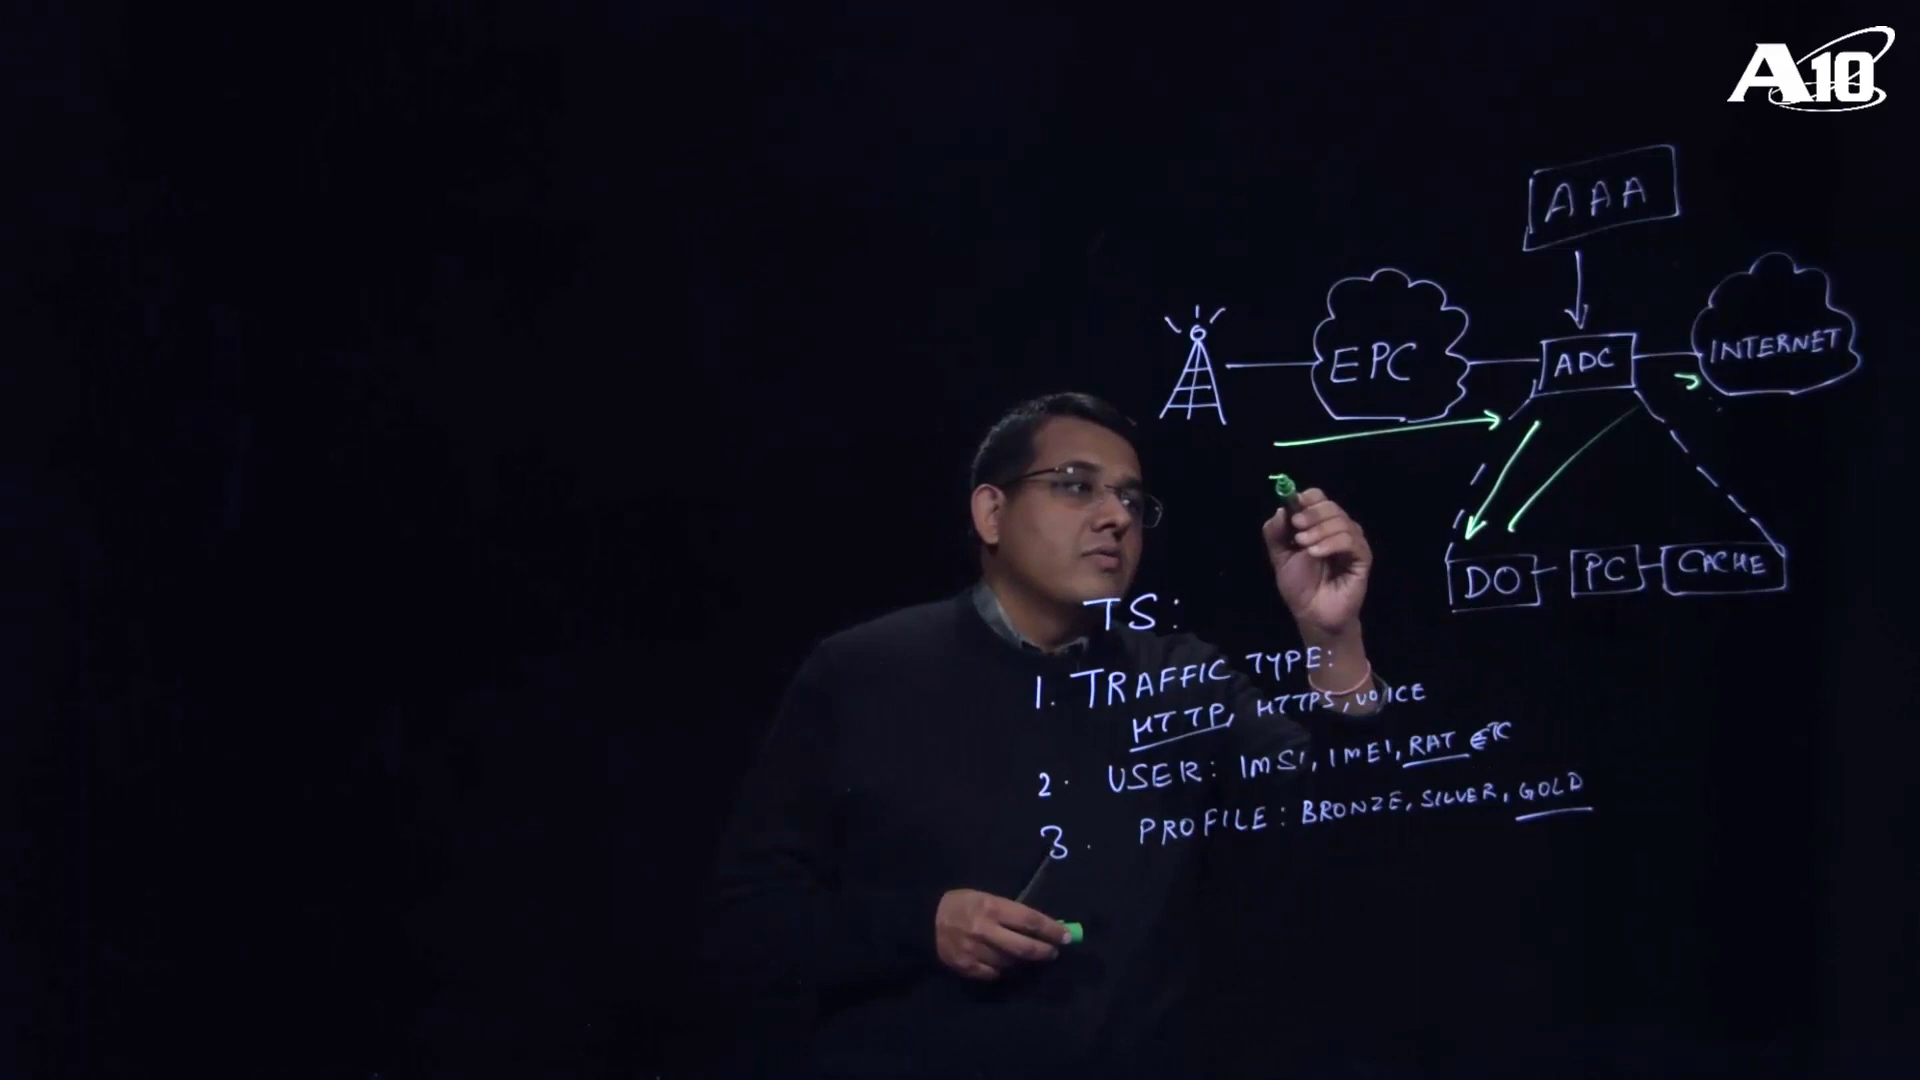 A10
AAA
EPC
ADC
INTERNET
DO
PC
CACHE
TS:
1. TRAFFIC TYPE:
HTTP, HTTPS, VOICE
2. USER: IMSI, IMEI, RAT ETC
3. PROFILE: BRONZE, SILVER, GOLD